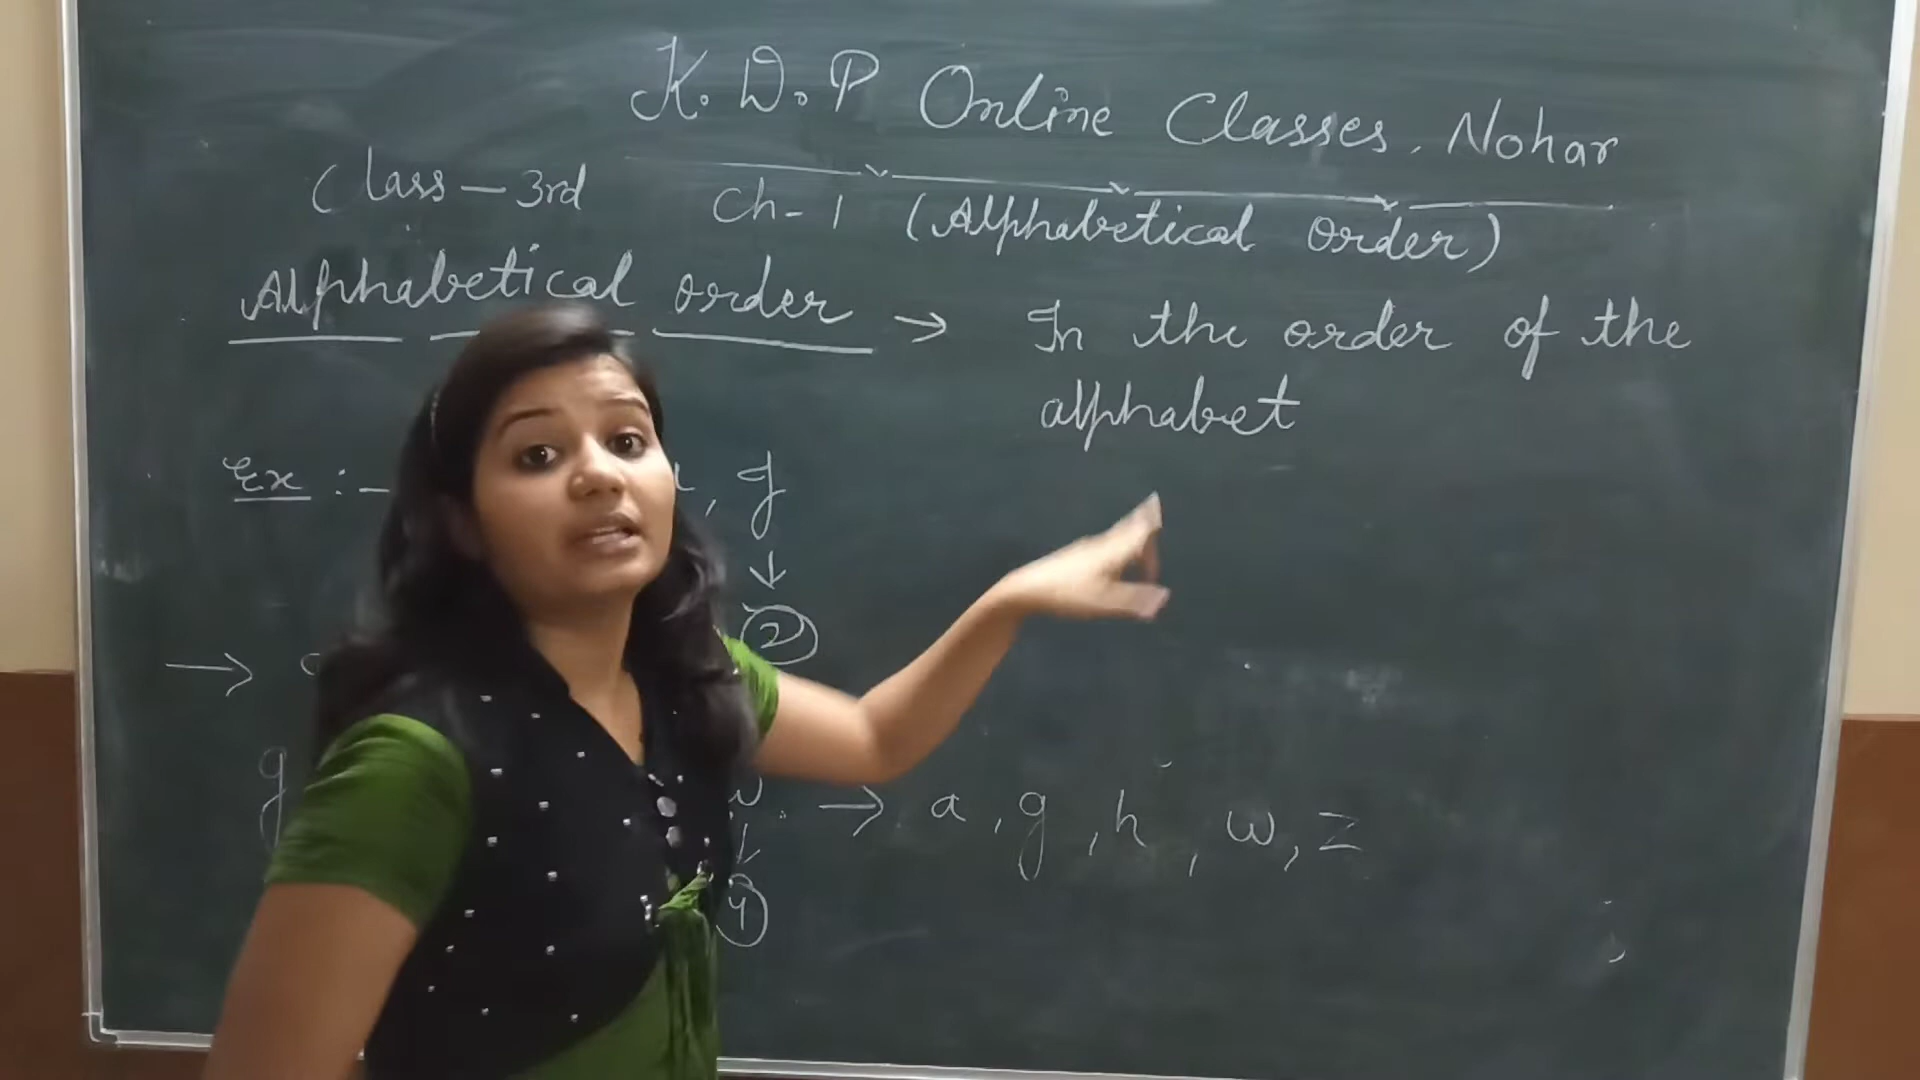 K. D. P Online Classes, Nohar
Class - 3rd Ch-1 (Alphabetical Order)
Alphabetical order → In the order of the
alphabet
Ex :- , g
↓
2
→
g w → a, g, h, w, z
↓
4